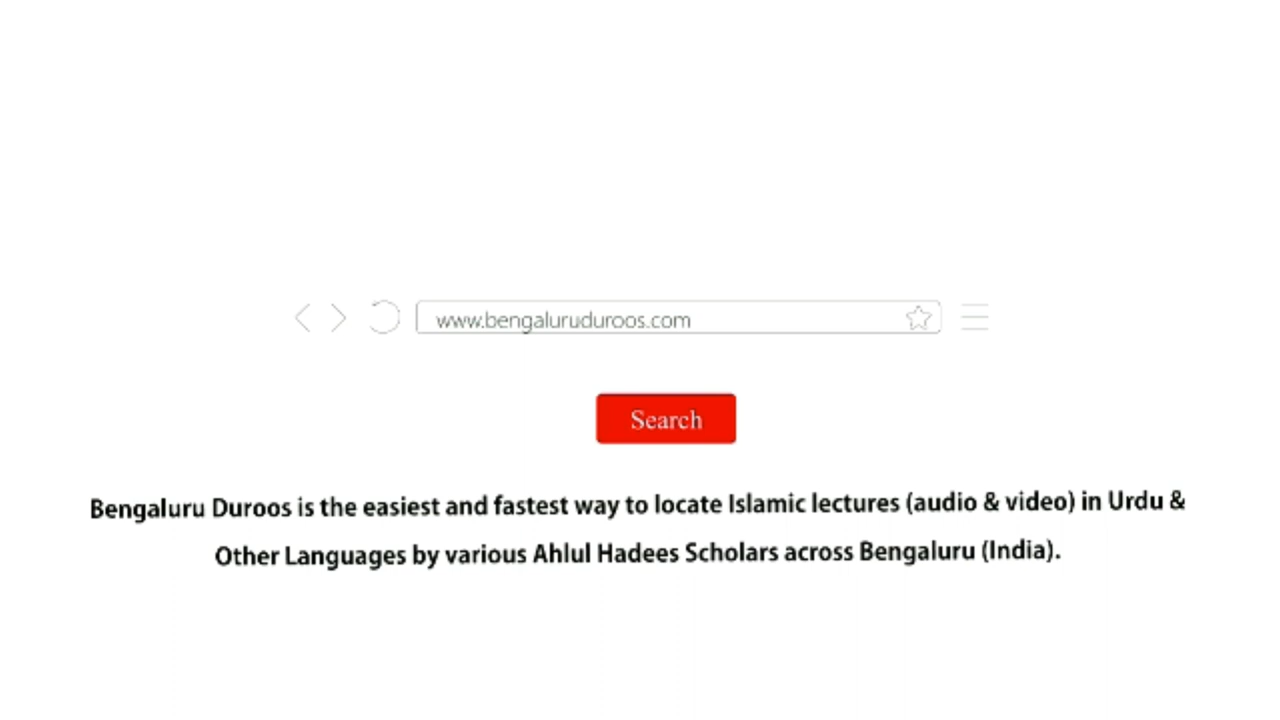 www.bengaluruduroos.com
Search
Bengaluru Duroos is the easiest and fastest way to locate Islamic lectures (audio & video) in Urdu &
Other Languages by various Ahlul Hadees Scholars across Bengaluru (India).